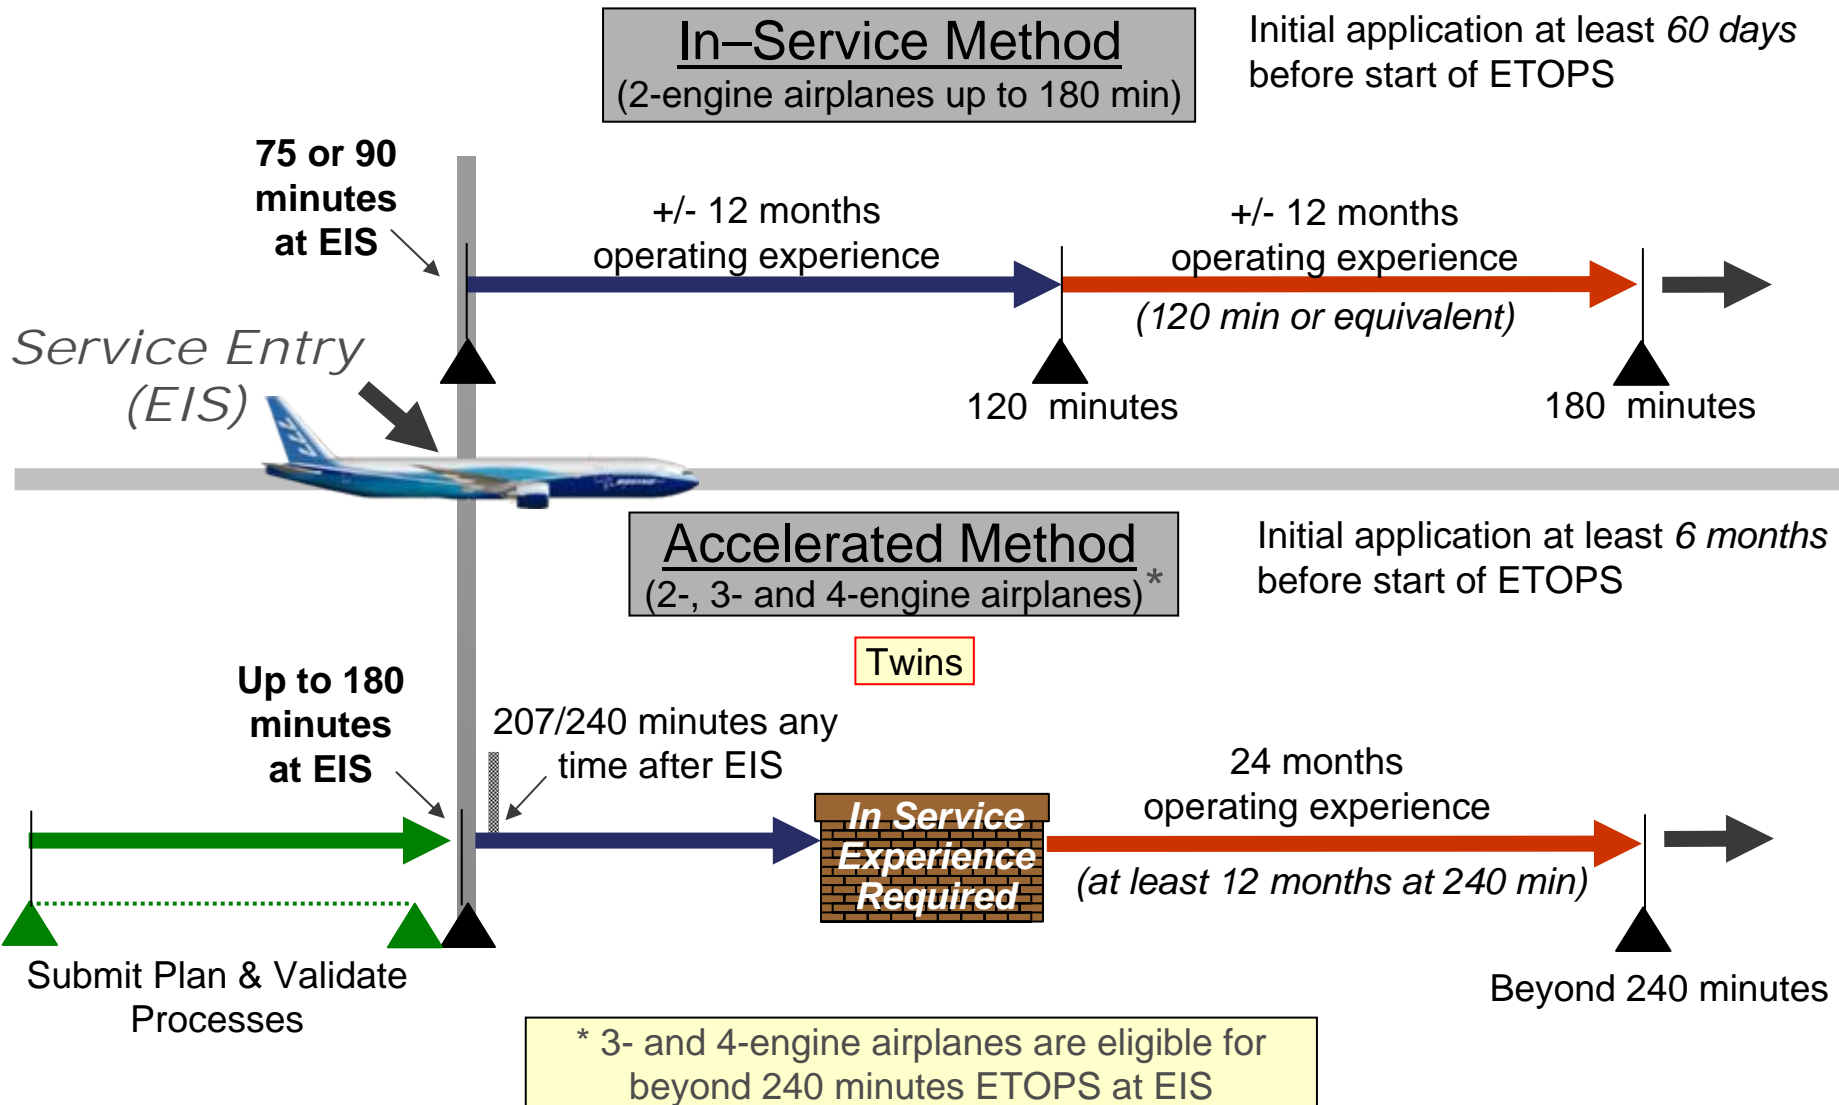 In–Service Method
(2-engine airplanes up to 180 min)
Initial application at least 60 days
before start of ETOPS
75 or 90
minutes
at EIS
+/- 12 months
operating experience
+/- 12 months
operating experience
(120 min or equivalent)
Service Entry
(EIS)
120 minutes
180 minutes
BOEING
Accelerated Method
(2-, 3- and 4-engine airplanes)*
Initial application at least 6 months
before start of ETOPS
Twins
Up to 180
minutes
at EIS
207/240 minutes any
time after EIS
In Service
Experience
Required
24 months
operating experience
(at least 12 months at 240 min)
Submit Plan & Validate
Processes
Beyond 240 minutes
* 3- and 4-engine airplanes are eligible for
beyond 240 minutes ETOPS at EIS